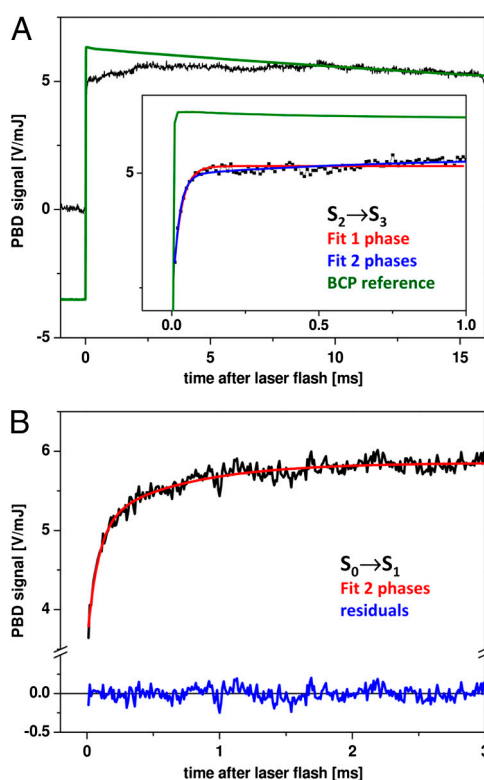 A
PBD signal [V/mJ]
5
0
-5
5
S2→S3
Fit 1 phase
Fit 2 phases
BCP reference
0.0 0.5 1.0
0 5 10 15
time after laser flash [ms]
B
PBD signal [V/mJ]
6
5
4
0.0
-0.5
S0→S1
Fit 2 phases
residuals
0 1 2 3
time after laser flash [ms]